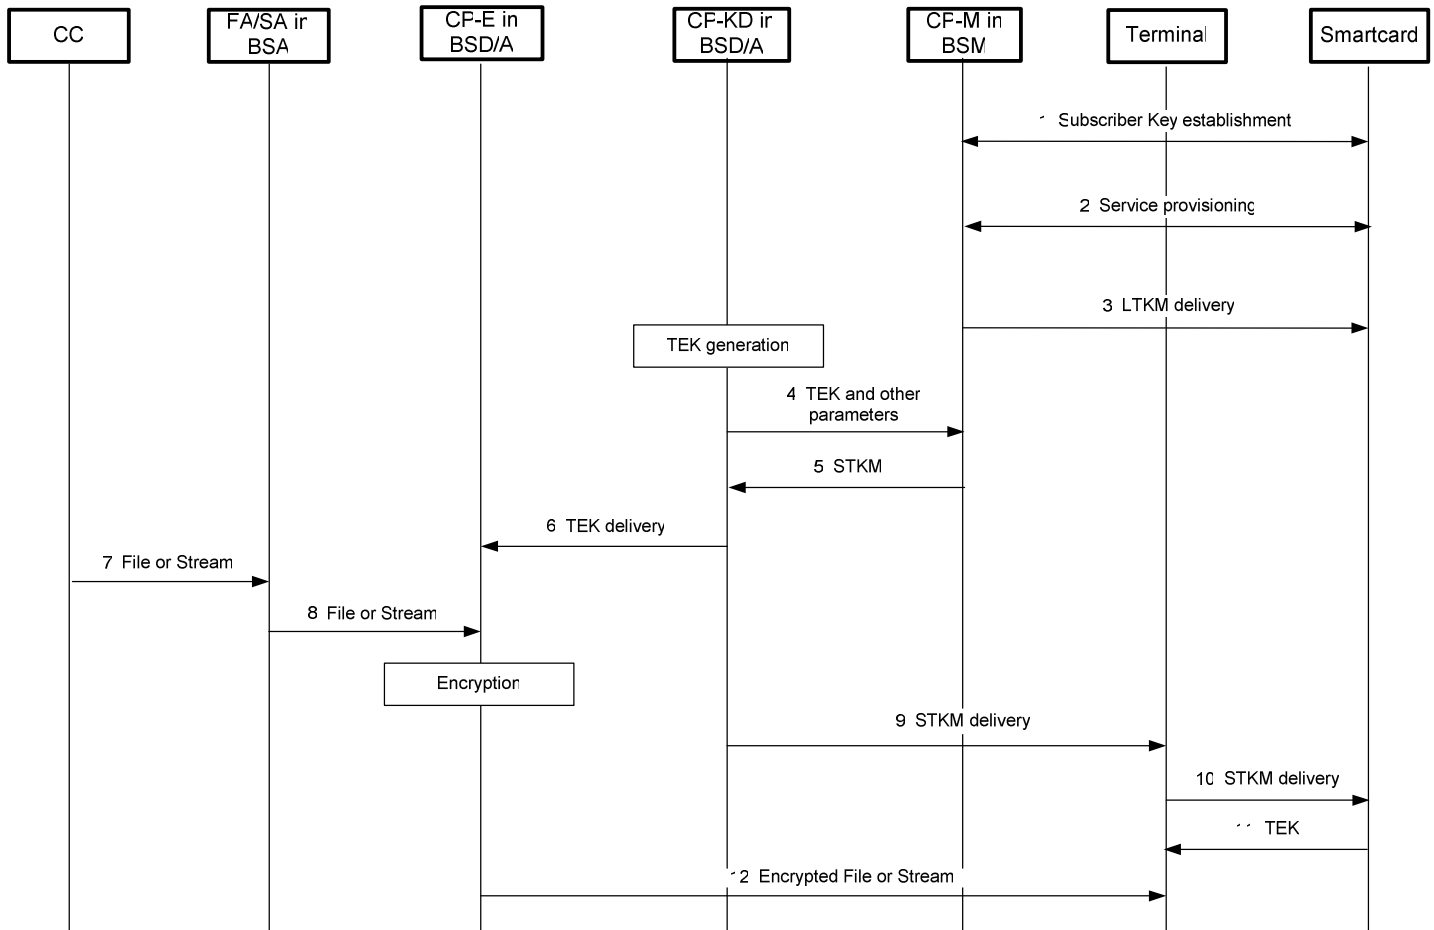 CC
FA/SA in
BSA
CP-E in
BSD/A
CP-KD in
BSD/A
CP-M in
BSM
Terminal
Smartcard
1 Subscriber Key establishment
2 Service provisioning
3 LTKM delivery
TEK generation
4 TEK and other
parameters
5 STKM
6 TEK delivery
7 File or Stream
8 File or Stream
Encryption
9 STKM delivery
10 STKM delivery
11 TEK
12 Encrypted File or Stream